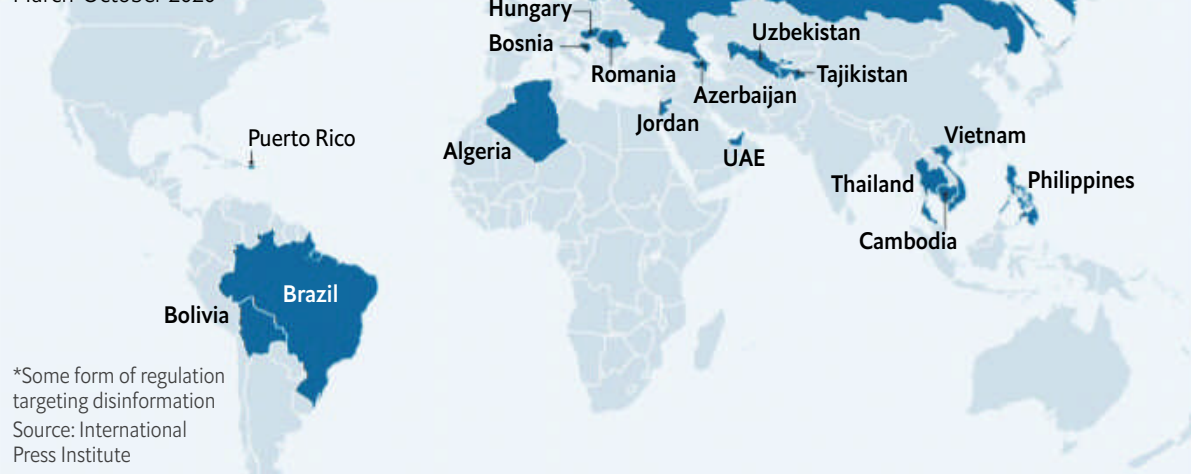 March-October 2020
Hungary
Bosnia
Romania
Uzbekistan
Tajikistan
Azerbaijan
Jordan
Algeria
UAE
Puerto Rico
Vietnam
Thailand
Philippines
Cambodia
Brazil
Bolivia
*Some form of regulation
targeting disinformation
Source: International
Press Institute